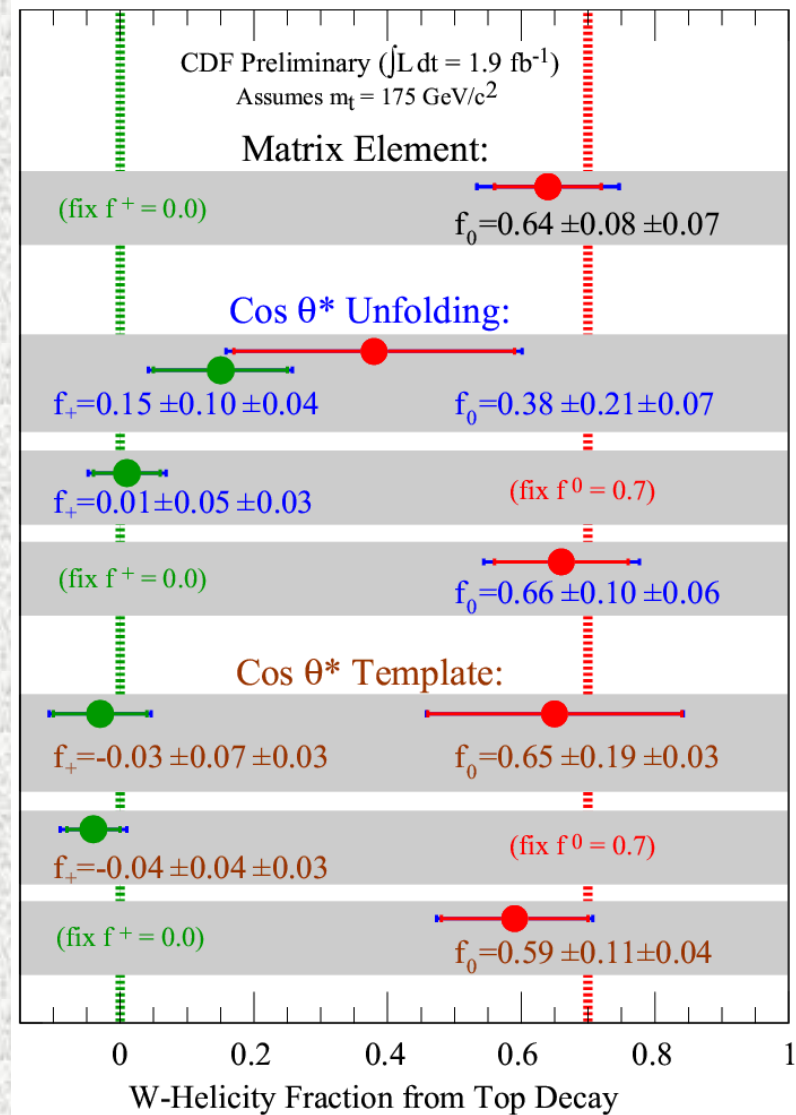 CDF Preliminary (∫L dt = 1.9 fb⁻¹)
Assumes mₜ = 175 GeV/c²
Matrix Element:
(fix f⁺ = 0.0)
f₀=0.64 ±0.08 ±0.07
Cos θ* Unfolding:
f₊=0.15 ±0.10 ±0.04 f₀=0.38 ±0.21±0.07
f₊=0.01±0.05 ±0.03 (fix f⁰ = 0.7)
(fix f⁺ = 0.0)
f₀=0.66 ±0.10 ±0.06
Cos θ* Template:
f₊=-0.03 ±0.07 ±0.03 f₀=0.65 ±0.19 ±0.03
f₊=-0.04 ±0.04 ±0.03 (fix f⁰ = 0.7)
(fix f⁺ = 0.0)
f₀=0.59 ±0.11±0.04
0 0.2 0.4 0.6 0.8 1
W-Helicity Fraction from Top Decay